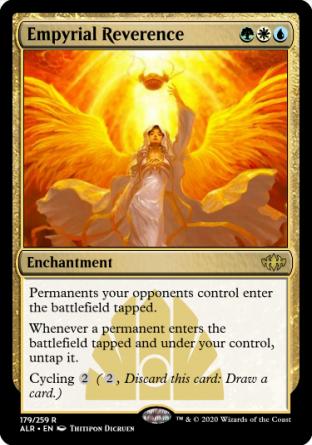 Empyrial Reverence
Enchantment
Permanents your opponents control enter
the battlefield tapped.
Whenever a permanent enters the
battlefield tapped and under your control,
untap it.
Cycling 2 ( 2 , Discard this card: Draw a
card.)
179/259 R
ALR • EN THITIPON DICRUEN
™ & © 2020 Wizards of the Coast